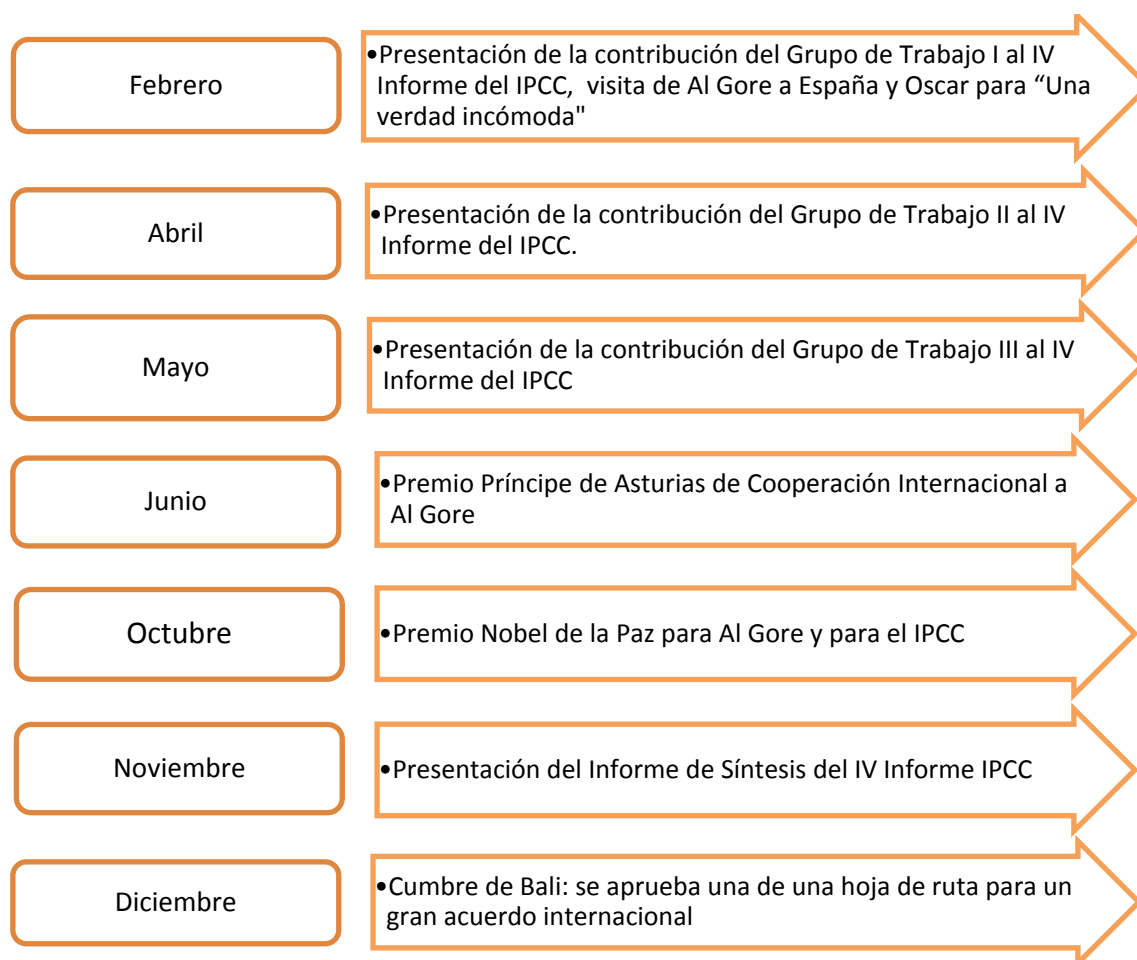 Febrero
•Presentación de la contribución del Grupo de Trabajo I al IV
Informe del IPCC,  visita de Al Gore a España y Oscar para “Una
verdad incómoda"
Abril
•Presentación de la contribución del Grupo de Trabajo II al IV
Informe del IPCC.
Mayo
•Presentación de la contribución del Grupo de Trabajo III al IV
Informe del IPCC
Junio
•Premio Príncipe de Asturias de Cooperación Internacional a
Al Gore
Octubre
•Premio Nobel de la Paz para Al Gore y para el IPCC
Noviembre
•Presentación del Informe de Síntesis del IV Informe IPCC
Diciembre
•Cumbre de Bali: se aprueba una de una hoja de ruta para un
gran acuerdo internacional